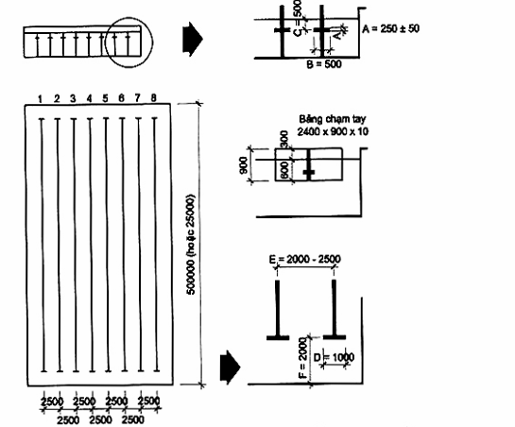 C = 500
A
A = 250 ± 50
B = 500
1 2 3 4 5 6 7 8
Bảng chạm tay
2400 x 900 x 10
300
900
600
500000 (hoặc 25000)
E = 2000 - 2500
F = 2000
D = 1000
2500 2500 2500 2500
2500 2500 2500